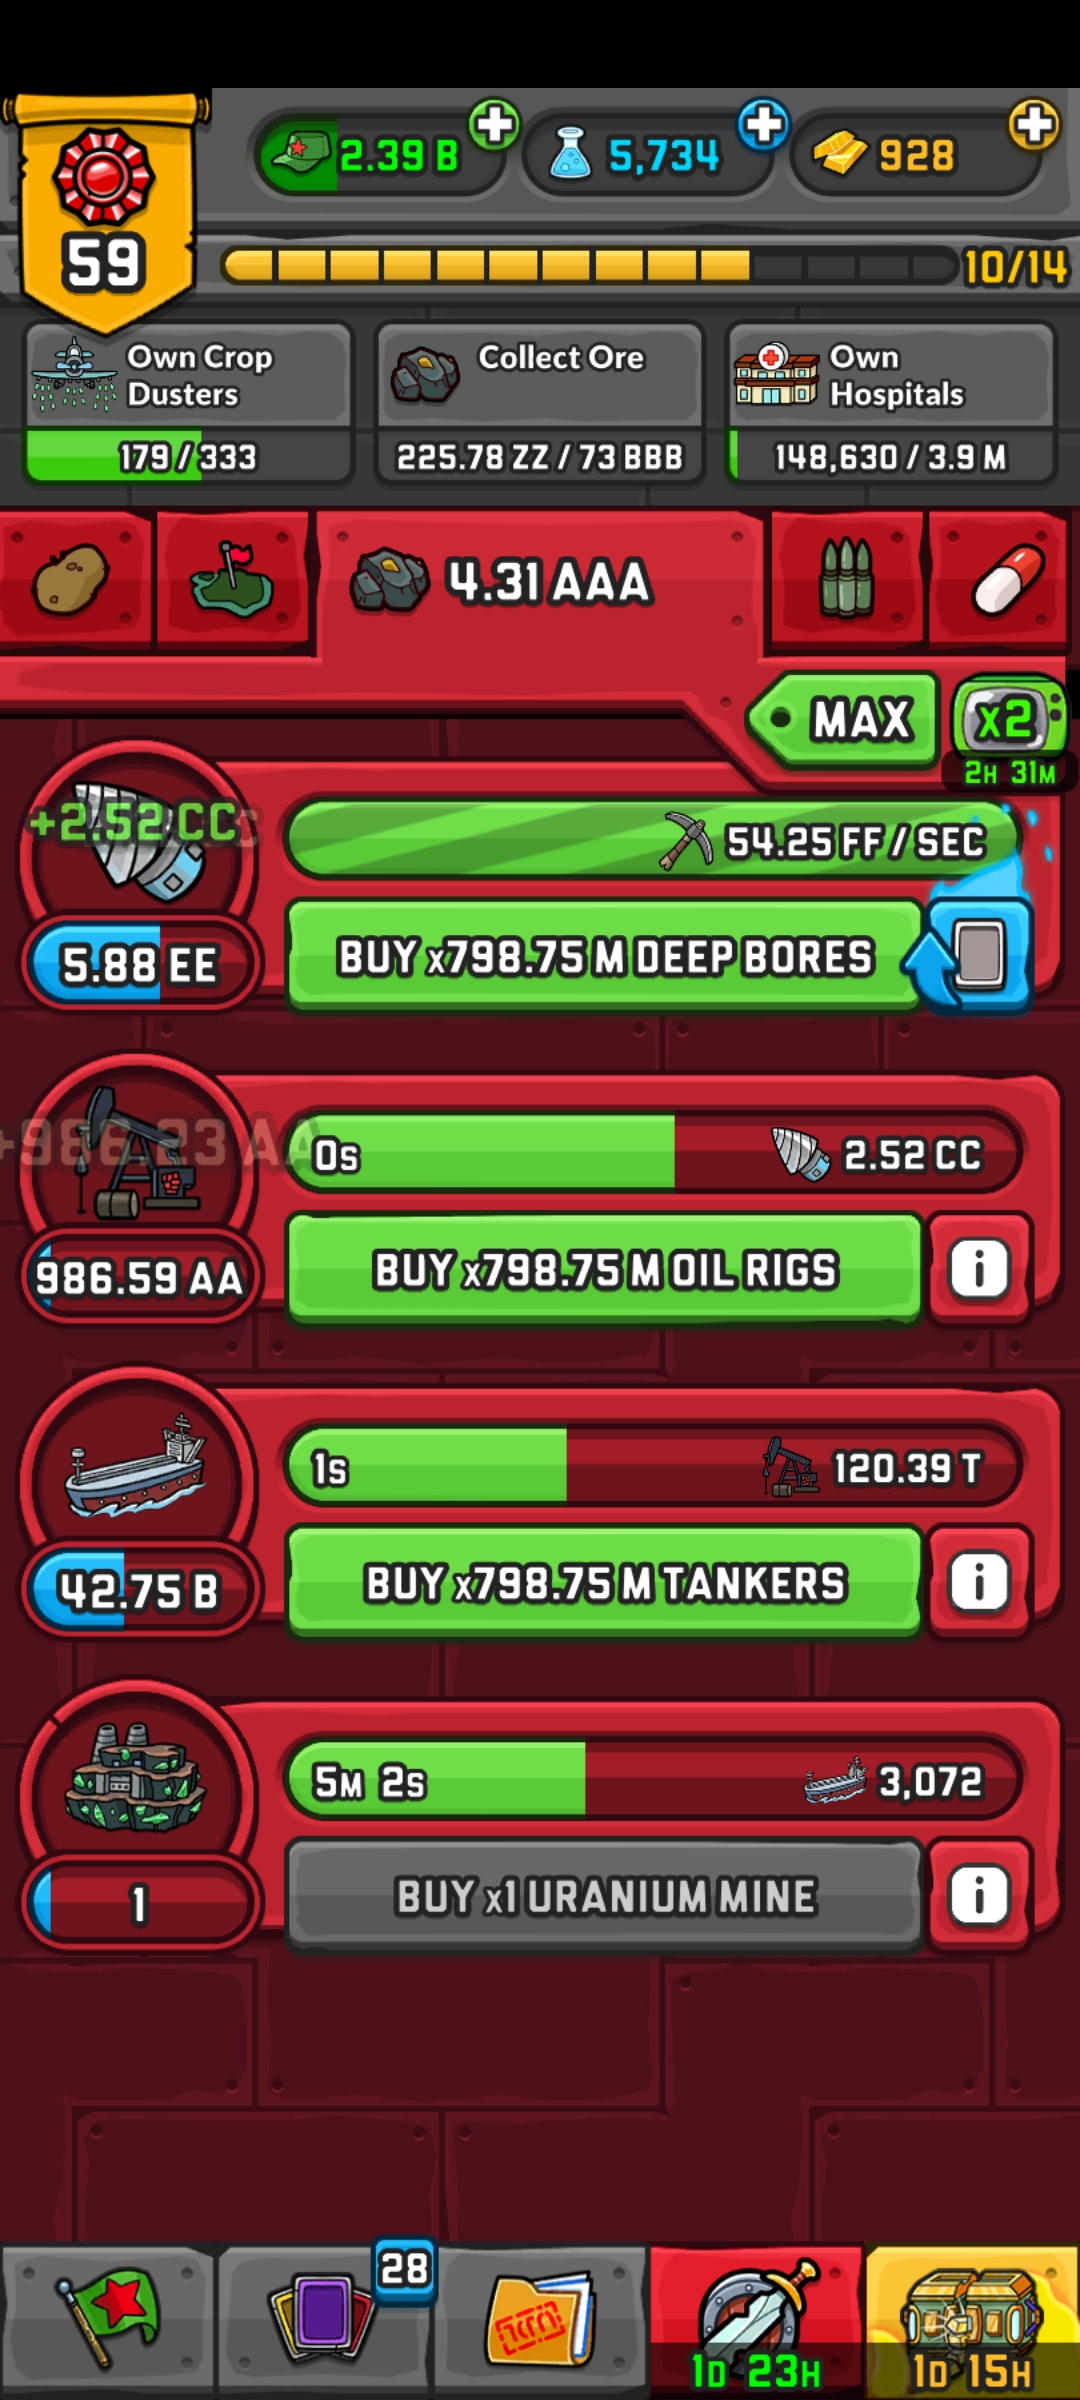 2.39 B
5,734
928
59
10/14
Own Crop
Dusters
179 / 333
Collect Ore
225.78 ZZ / 73 BBB
Own
Hospitals
148,630 / 3.9 M
4.31 AAA
MAX
x2
2H 31M
+2.52 CC
54.25 FF / SEC
5.88 EE
BUY x798.75 M DEEP BORES
+986.23 AA
0s
2.52 CC
986.59 AA
BUY x798.75 M OIL RIGS
i
1s
120.39 T
42.75 B
BUY x798.75 M TANKERS
i
5M 2s
3,072
1
BUY x1 URANIUM MINE
i
28
1D 23H
1D 15H